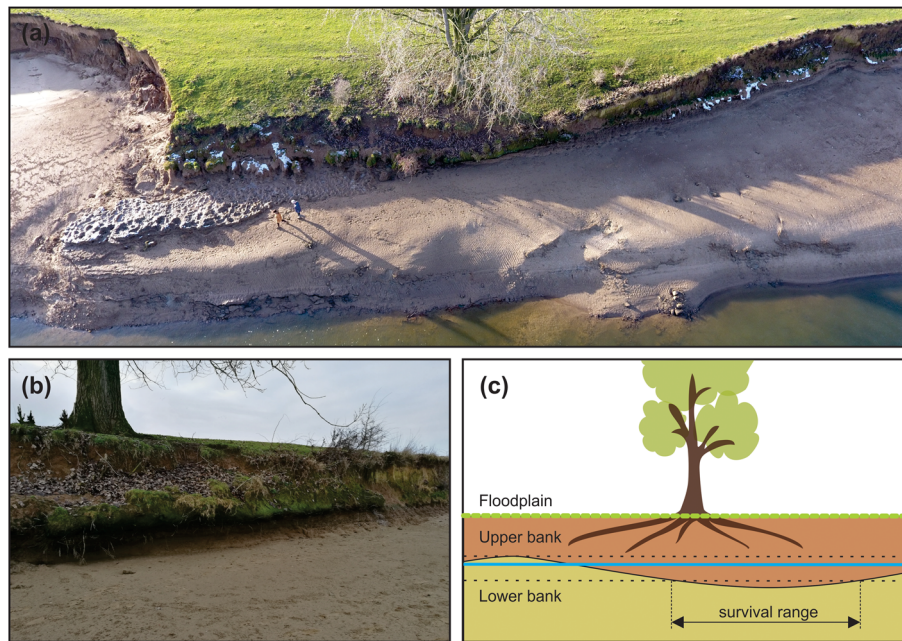 (a)
(b)
(c)
Floodplain
Upper bank
Lower bank
survival range